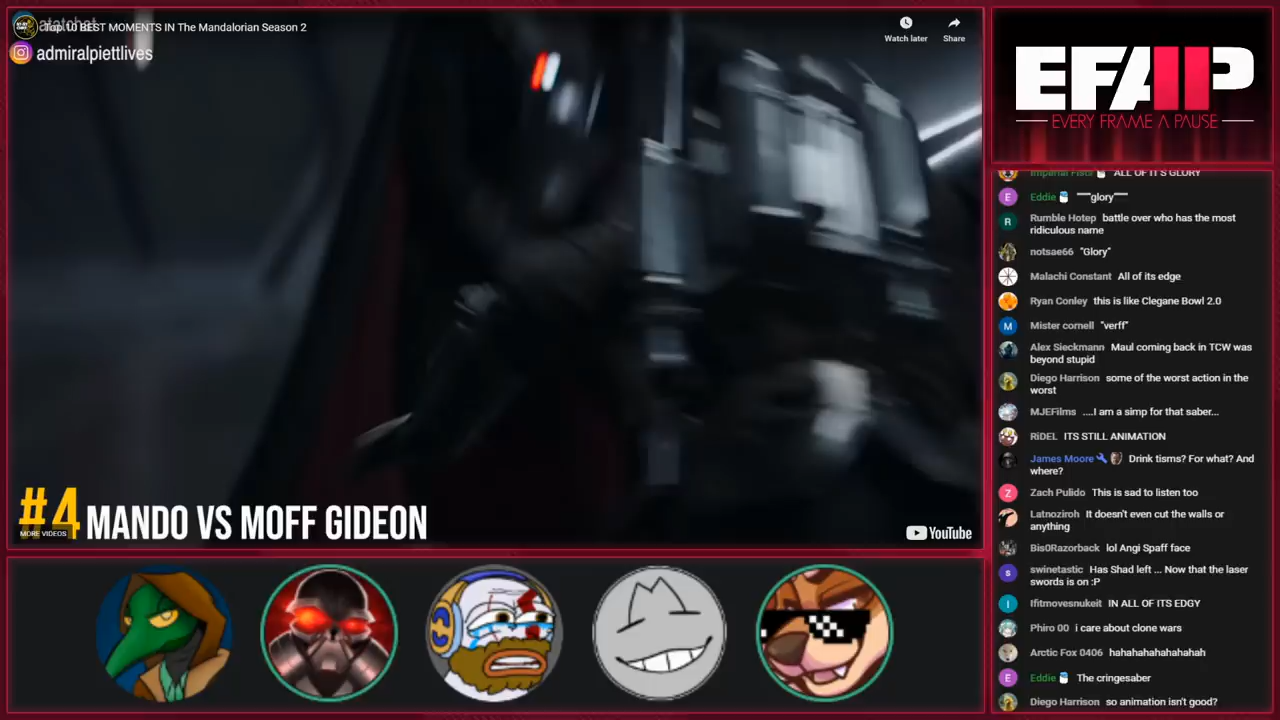 Top 10 BEST MOMENTS IN The Mandalorian Season 2
admiralpiettlives
Watch later
Share
#4 MANDO VS MOFF GIDEON
MORE VIDEOS
YouTube
EFAP
EVERY FRAME A PAUSE
Imperial Fists ALL OF IT'S GLORY
Eddie """glory"""
Rumble Hotep battle over who has the most
ridiculous name
notsae66 "Glory"
Malachi Constant All of its edge
Ryan Conley this is like Clegane Bowl 2.0
Mister cornell "verff"
Alex Sieckmann Maul coming back in TCW was
beyond stupid
Diego Harrison some of the worst action in the
worst
MJEFilms ....I am a simp for that saber...
RiDEL ITS STILL ANIMATION
James Moore Drink tisms? For what? And
where?
Zach Pulido This is sad to listen too
Latnoziroh It doesn't even cut the walls or
anything
Bis0Razorback lol Angi Spaff face
swinetastic Has Shad left ... Now that the laser
swords is on :P
Ifitmovesnukeit IN ALL OF ITS EDGY
Phiro 00 i care about clone wars
Arctic Fox 0406 hahahahahahahah
Eddie The cringesaber
Diego Harrison so animation isn't good?